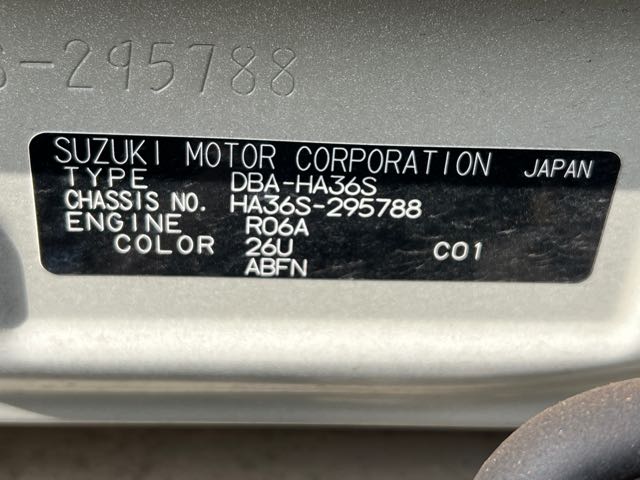 -295788
SUZUKI MOTOR CORPORATION JAPAN
TYPE DBA-HA36S
CHASSIS NO. HA36S-295788
ENGINE R06A
COLOR 26U C01
ABFN